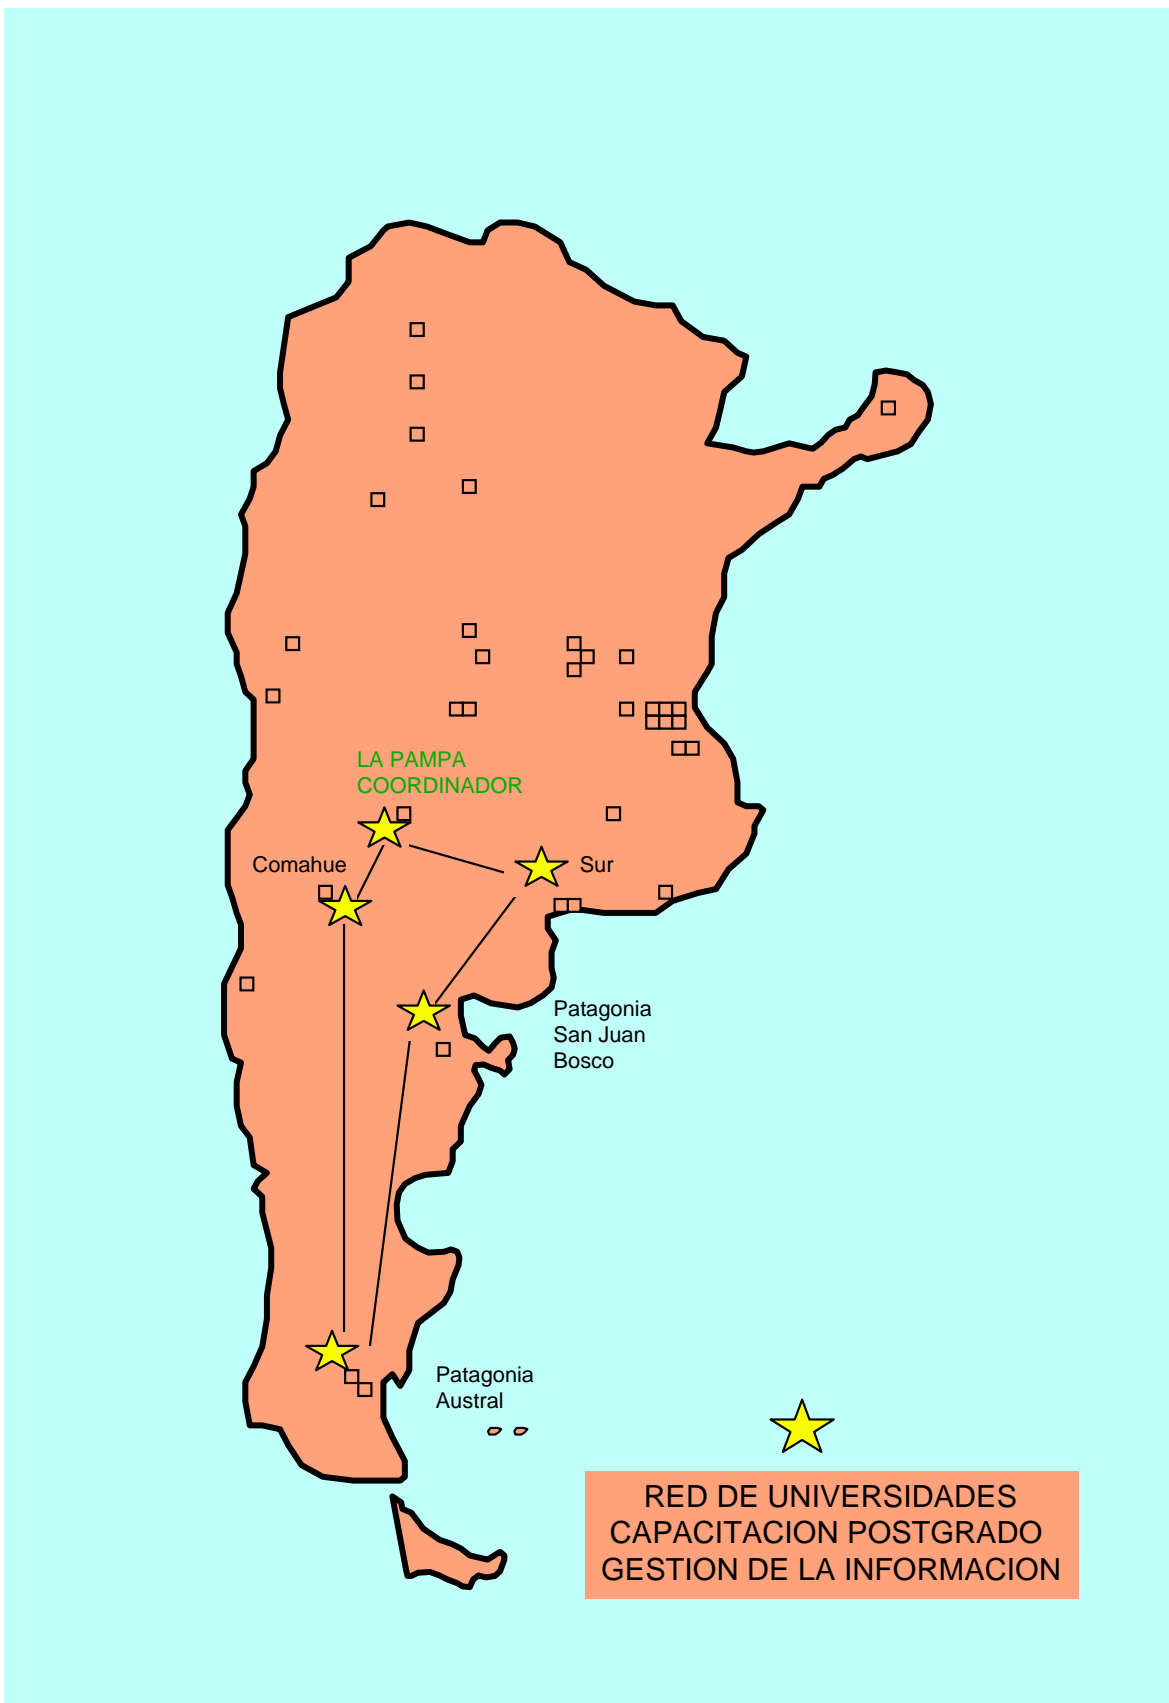 LA PAMPA
COORDINADOR
Comahue
Sur
Patagonia
San Juan
Bosco
Patagonia
Austral
RED DE UNIVERSIDADES
CAPACITACION POSTGRADO
GESTION DE LA INFORMACION